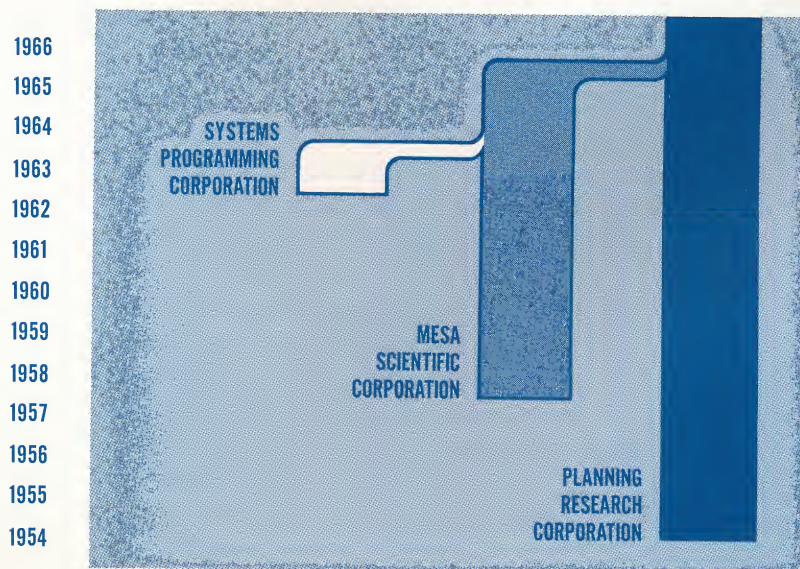 1966
1965
1964
1963
1962
1961
1960
1959
1958
1957
1956
1955
1954
SYSTEMS
PROGRAMMING
CORPORATION
MESA
SCIENTIFIC
CORPORATION
PLANNING
RESEARCH
CORPORATION